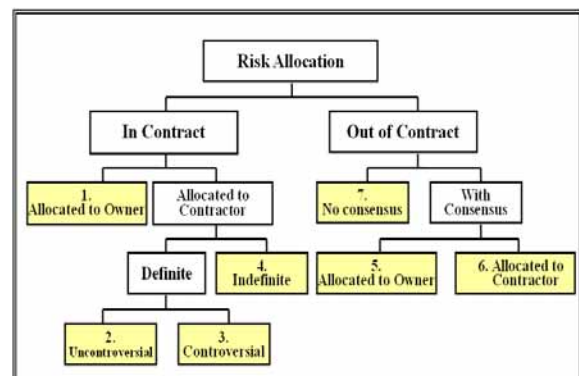 Risk Allocation
In Contract
Out of Contract
1.
Allocated to Owner
Allocated to
Contractor
7.
No consensus
With
Consensus
Definite
4.
Indefinite
5.
Allocated to Owner
6. Allocated to
Contractor
2.
Uncontroversial
3.
Controversial